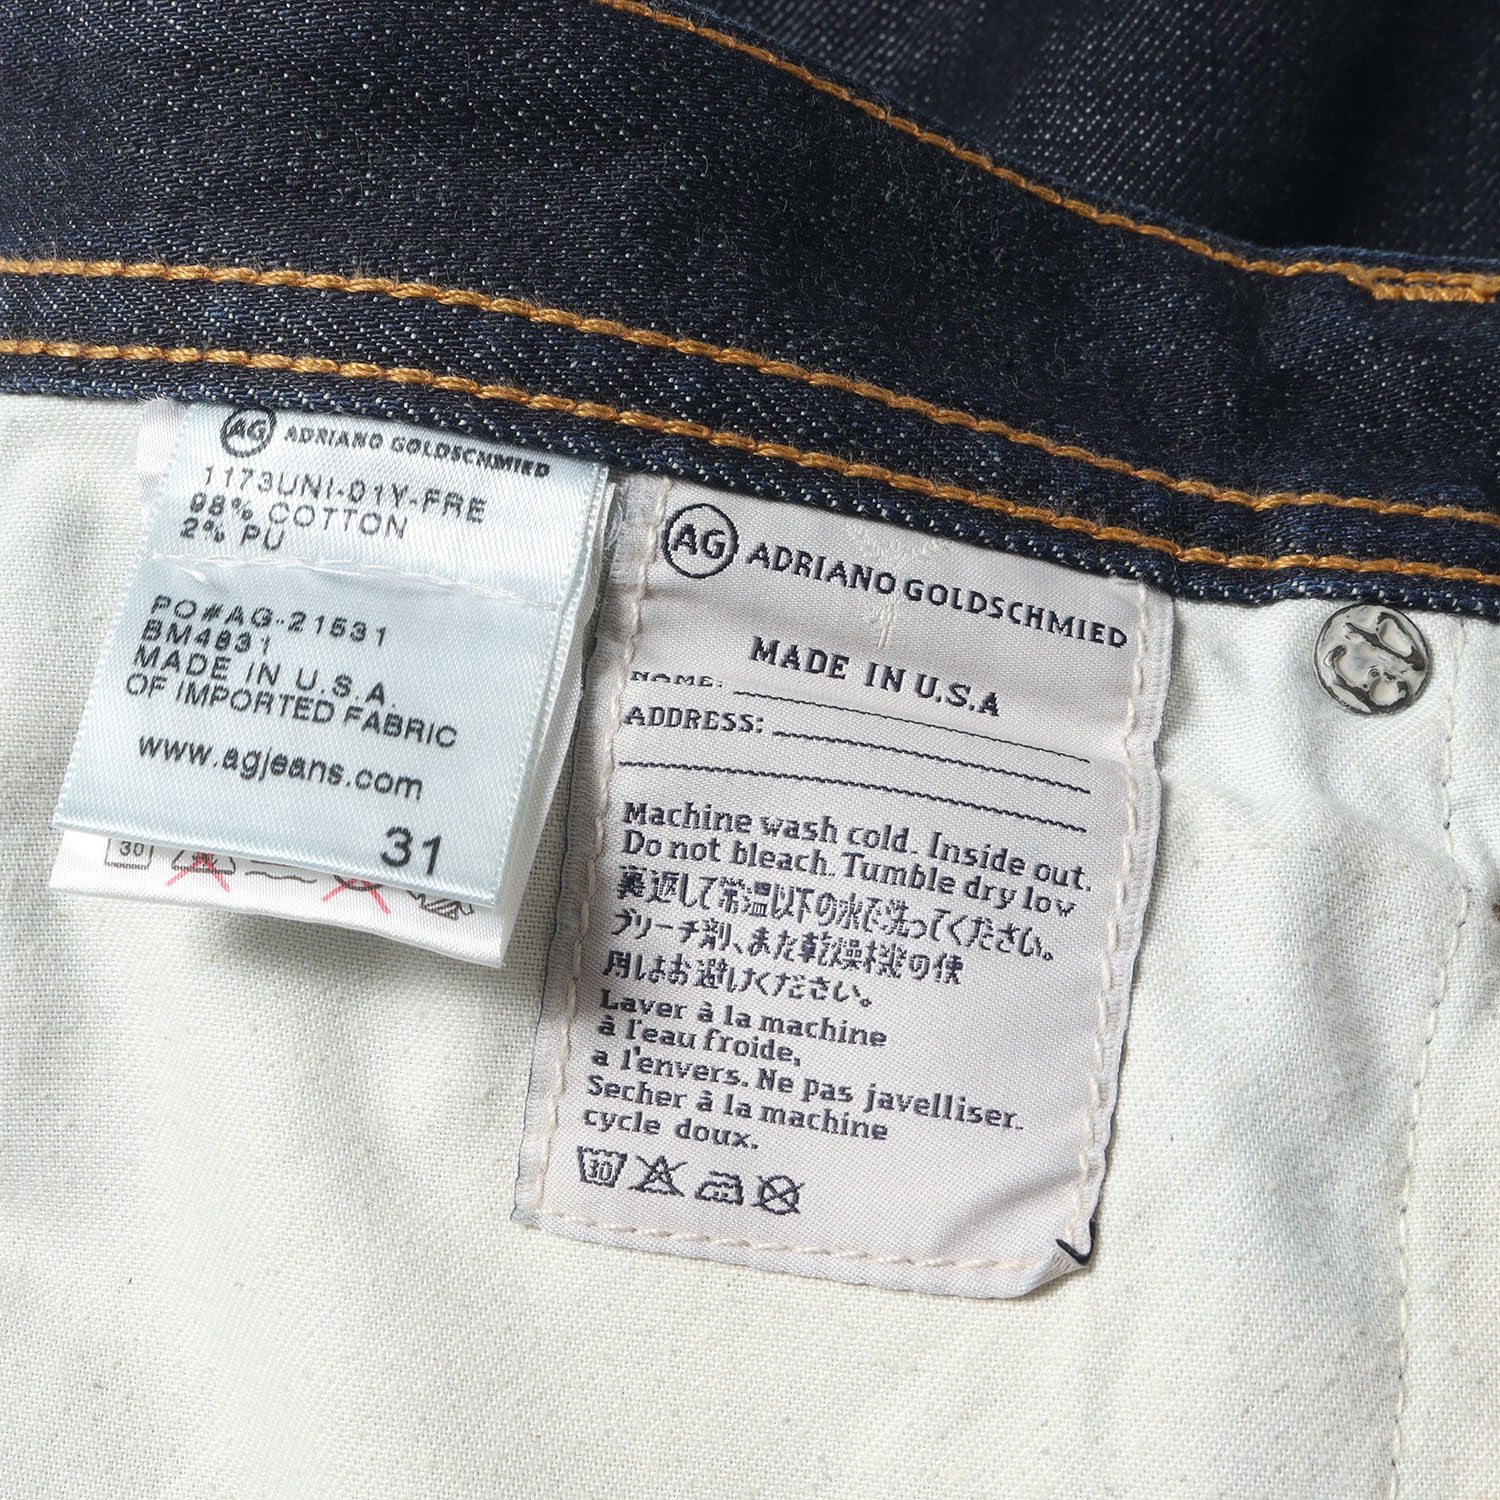 AG ADRIANO GOLDSCHMIED
1173UNI-01Y-FRE
98% COTTON
2% PU
PO#AG-21531
BM4831
MADE IN U.S.A.
OF IMPORTED FABRIC
www.agjeans.com
31
30
AG ADRIANO GOLDSCHMIED
MADE IN U.S.A
NAME:
ADDRESS:
Machine wash cold. Inside out.
Do not bleach. Tumble dry low
裏返して常温以下の水で洗ってください。
ブリーチ剤、また乾燥機の使
用はお避けください。
Laver à la machine
à l'eau froide,
a l'envers. Ne pas javelliser.
Secher à la machine
cycle doux.
30